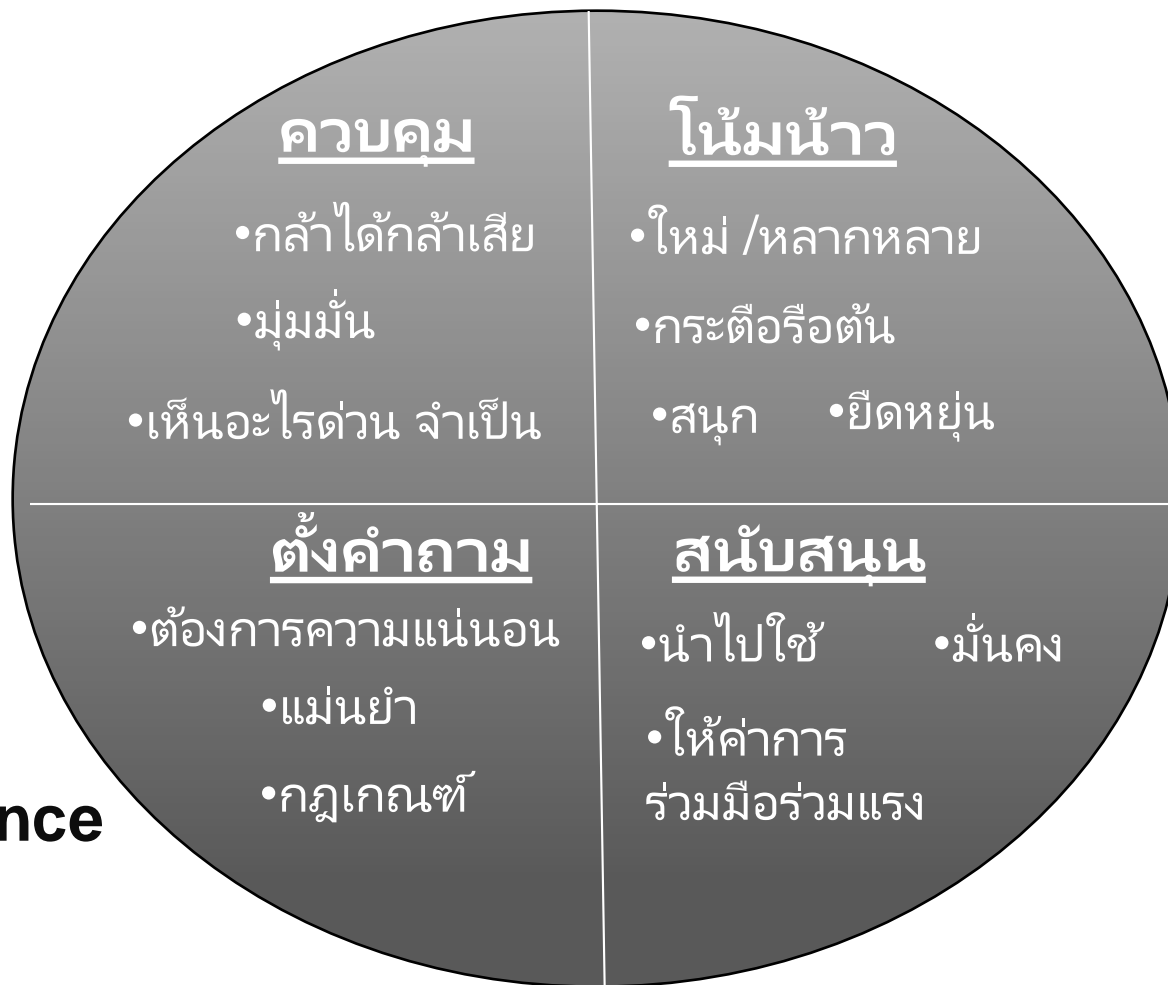 ควบคุม
•กล้าได้กล้าเสีย
•มุ่มมั่น
•เห็นอะไรด่วน จำเป็น
โน้มน้าว
•ใหม่ /หลากหลาย
•กระตือรือต้น
•สนุก •ยืดหยุ่น
ตั้งคำถาม
•ต้องการความแน่นอน
•แม่นยำ
•กฎเกณฑ์
สนับสนุน
•นำไปใช้ •มั่นคง
•ให้ค่าการ
ร่วมมือร่วมแรง
nce